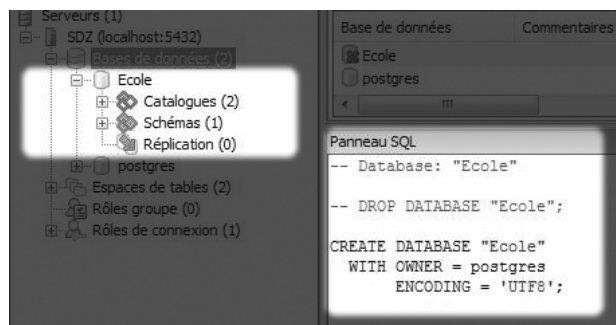 Serveurs (1)
SDZ (localhost:5432)
Bases de données (2)
Ecole
Catalogues (2)
Schémas (1)
Réplication (0)
postgres
Espaces de tables (2)
Rôles groupe (0)
Rôles de connexion (1)
Base de données Commentaires
Ecole
postgres
Panneau SQL
-- Database: "Ecole"
-- DROP DATABASE "Ecole";
CREATE DATABASE "Ecole"
WITH OWNER = postgres
ENCODING = 'UTF8';